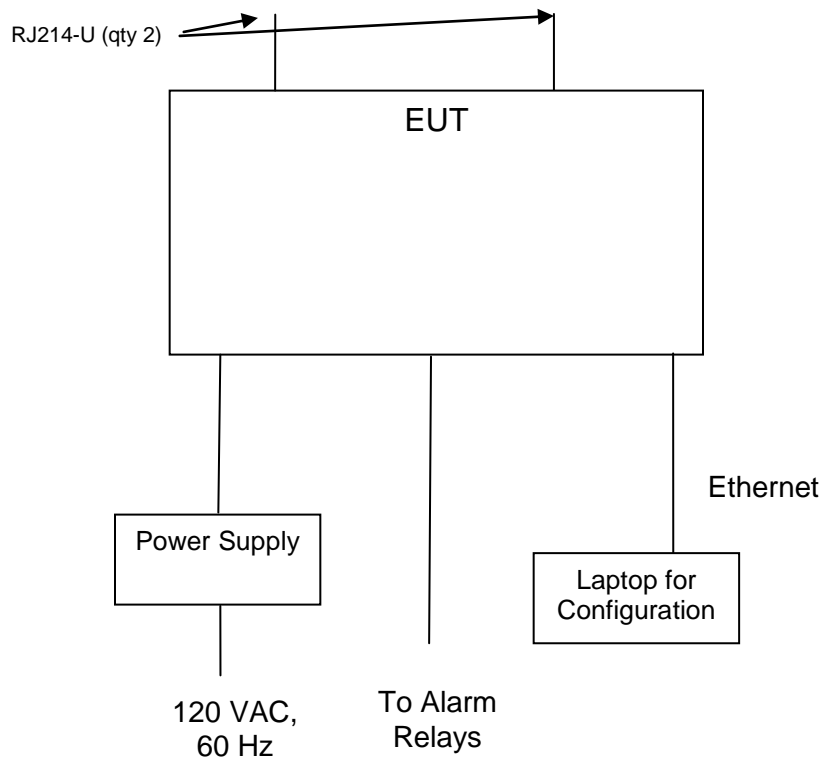 RJ214-U (qty 2)
EUT
Ethernet
Power Supply
Laptop for
Configuration
120 VAC,
60 Hz
To Alarm
Relays